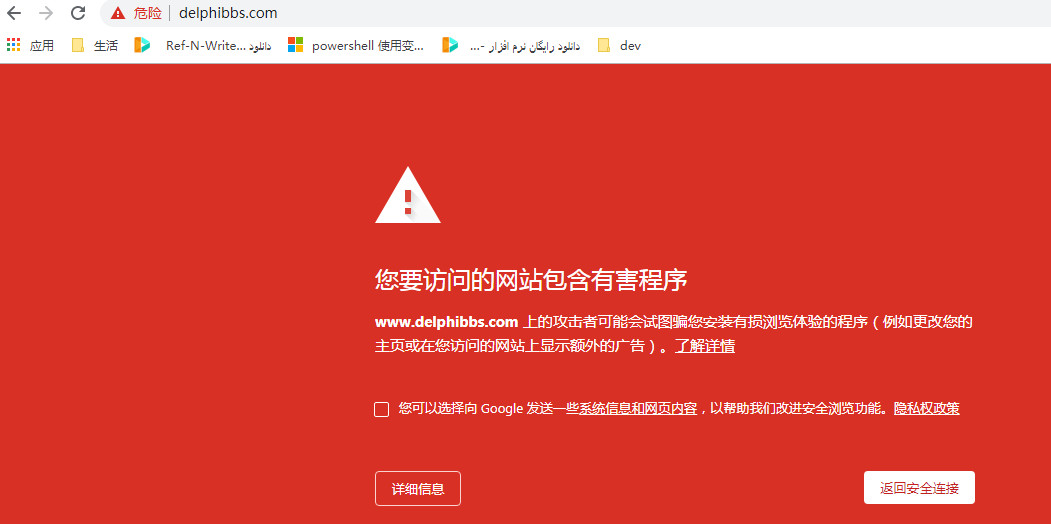 危险 delphibbs.com
应用 生活 Ref-N-Write... دانلود powershell 使用变... دانلود رایگان نرم افزار -... dev
您要访问的网站包含有害程序
www.delphibbs.com 上的攻击者可能会试图骗您安装有损浏览体验的程序（例如更改您的
主页或在您访问的网站上显示额外的广告）。了解详情
您可以选择向 Google 发送一些系统信息和网页内容，以帮助我们改进安全浏览功能。隐私权政策
详细信息 返回安全连接